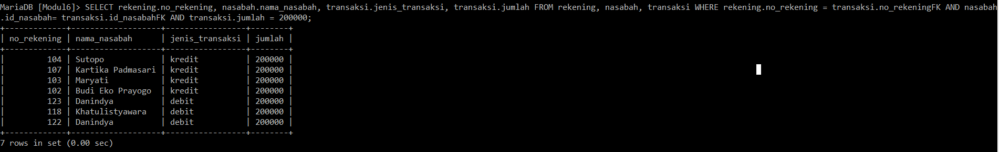 MariaDB [Modul6]> SELECT rekening.no_rekening, nasabah.nama_nasabah, transaksi.jenis_transaksi, transaksi.jumlah FROM rekening, nasabah, transaksi WHERE rekening.no_rekening = transaksi.no_rekeningFK AND nasabah
.id_nasabah= transaksi.id_nasabahFK AND transaksi.jumlah = 200000;
+-------------+-------------------+-----------------+--------+
| no_rekening | nama_nasabah      | jenis_transaksi | jumlah |
+-------------+-------------------+-----------------+--------+
|         104 | Sutopo            | kredit          | 200000 |
|         107 | Kartika Padmasari | kredit          | 200000 |
|         103 | Maryati           | kredit          | 200000 |
|         102 | Budi Eko Prayogo  | kredit          | 200000 |
|         123 | Danindya          | debit           | 200000 |
|         118 | Khatulistyawara   | debit           | 200000 |
|         122 | Danindya          | debit           | 200000 |
+-------------+-------------------+-----------------+--------+
7 rows in set (0.00 sec)